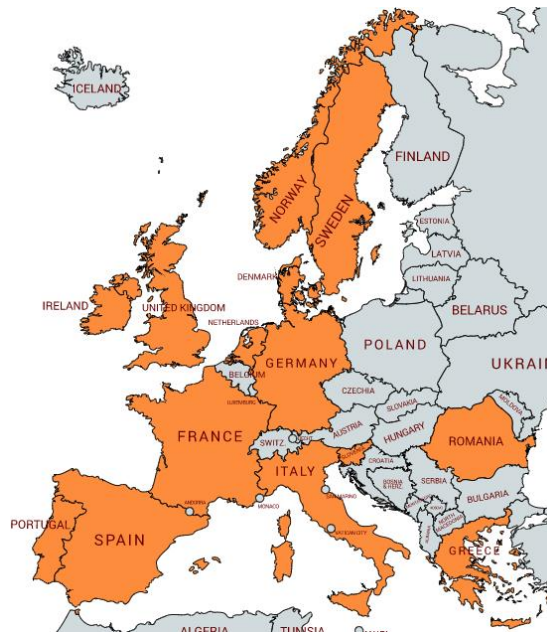 ICELAND
FINLAND
NORWAY
SWEDEN
ESTONIA
LATVIA
LITHUANIA
DENMARK
IRELAND
UNITED KINGDOM
BELARUS
NETHERLANDS
POLAND
GERMANY
BELGIUM
UKRAI
LUXEMBURG
CZECHIA
SLOVAKIA
MOLDOVA
FRANCE
SWITZ.
AUSTRIA
HUNGARY
ROMANIA
SLOVENIA
ITALY
CROATIA
BOSNIA
& HERZ.
SERBIA
BULGARIA
ANDORRA
MONACO
SAN MARINO
VATICAN CITY
NORTH
MACEDONIA
PORTUGAL
SPAIN
GREECE
ALGERIA
TUNISIA